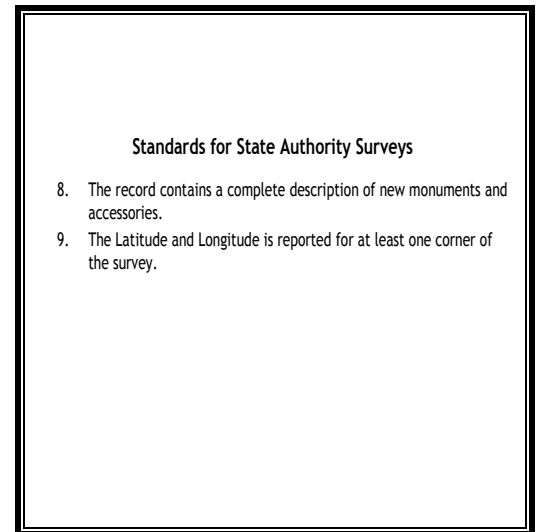 Standards for State Authority Surveys
8. The record contains a complete description of new monuments and
accessories.
9. The Latitude and Longitude is reported for at least one corner of
the survey.